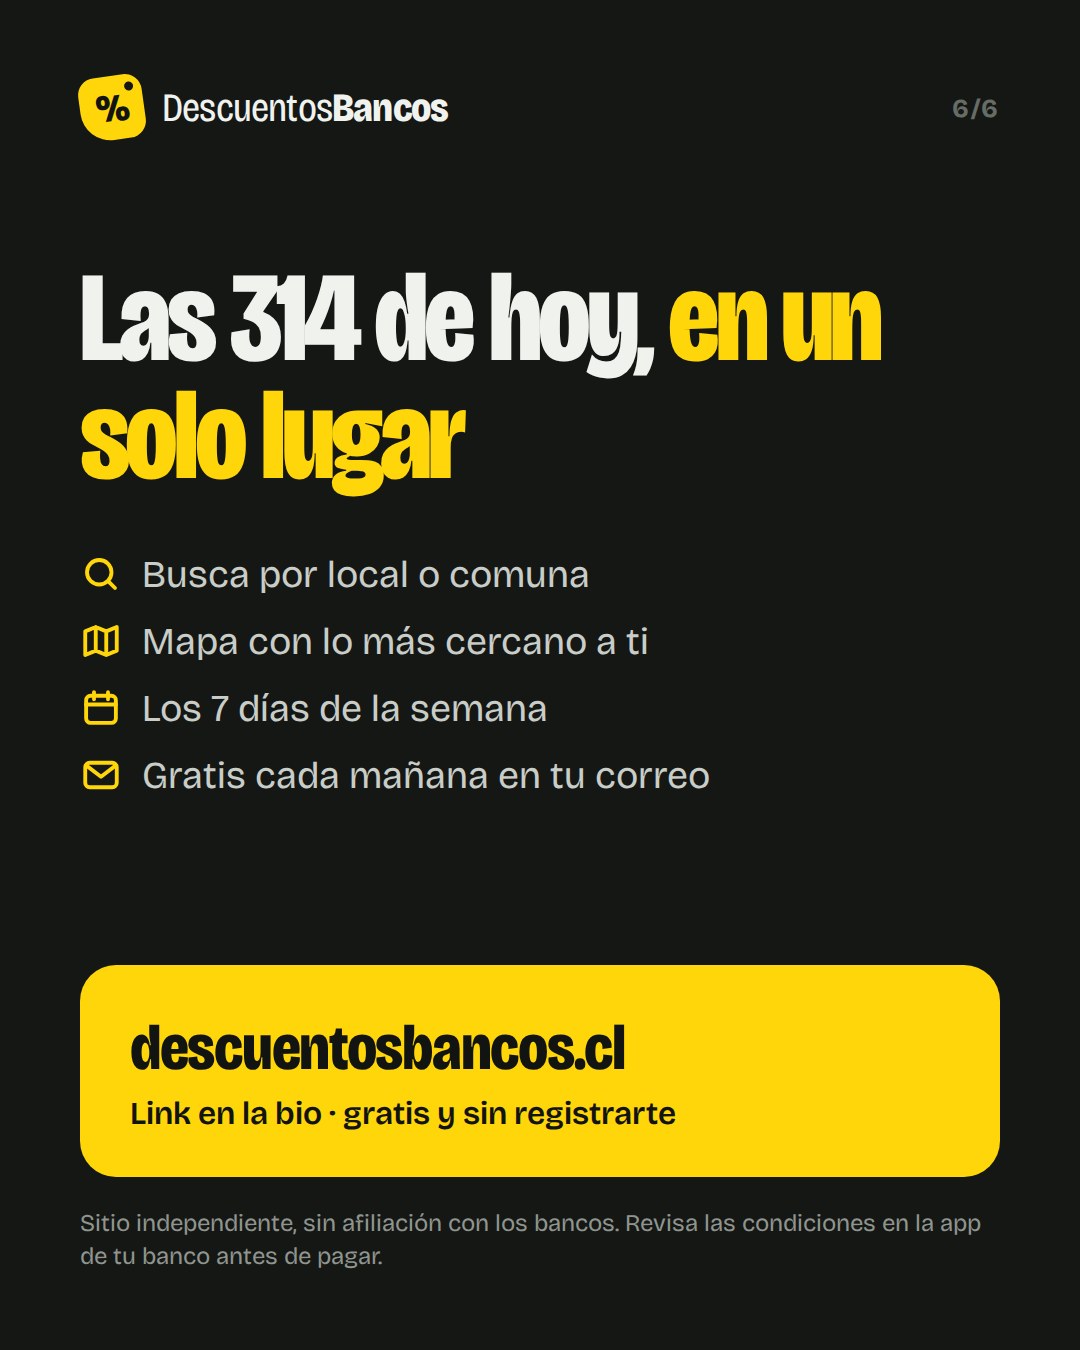 %
DescuentosBancos
6/6
Las 314 de hoy, en un
solo lugar
Busca por local o comuna
Mapa con lo más cercano a ti
Los 7 días de la semana
Gratis cada mañana en tu correo
descuentosbancos.cl
Link en la bio · gratis y sin registrarte
Sitio independiente, sin afiliación con los bancos. Revisa las condiciones en la app
de tu banco antes de pagar.